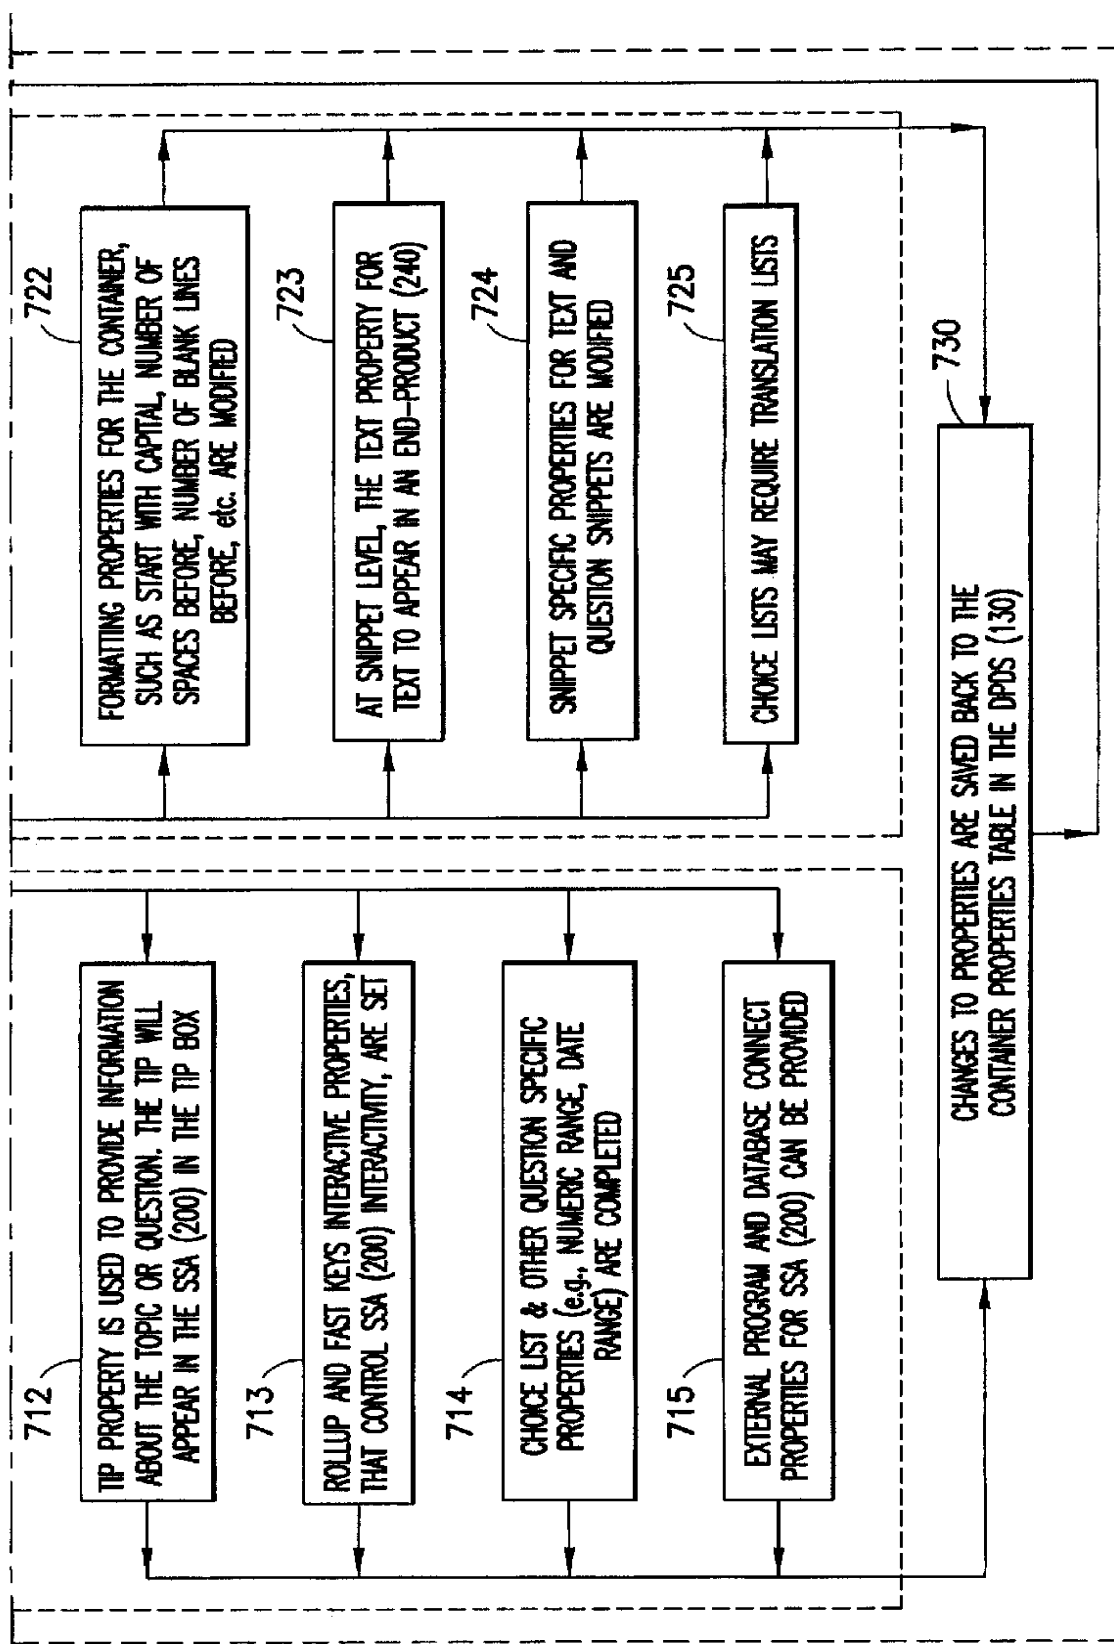 712
TIP PROPERTY IS USED TO PROVIDE INFORMATION
ABOUT THE TOPIC OR QUESTION. THE TIP WILL
APPEAR IN THE SSA (200) IN THE TIP BOX
713
ROLLUP AND FAST KEYS INTERACTIVE PROPERTIES,
THAT CONTROL SSA (200) INTERACTIVITY, ARE SET
714
CHOICE LIST & OTHER QUESTION SPECIFIC
PROPERTIES (e.g., NUMERIC RANGE, DATE
RANGE) ARE COMPLETED
715
EXTERNAL PROGRAM AND DATABASE CONNECT
PROPERTIES FOR SSA (200) CAN BE PROVIDED
722
FORMATTING PROPERTIES FOR THE CONTAINER,
SUCH AS START WITH CAPITAL, NUMBER OF
SPACES BEFORE, NUMBER OF BLANK LINES
BEFORE, etc. ARE MODIFIED
723
AT SNIPPET LEVEL, THE TEXT PROPERTY FOR
TEXT TO APPEAR IN AN END-PRODUCT (240)
724
SNIPPET SPECIFIC PROPERTIES FOR TEXT AND
QUESTION SNIPPETS ARE MODIFIED
725
CHOICE LISTS MAY REQUIRE TRANSLATION LISTS
730
CHANGES TO PROPERTIES ARE SAVED BACK TO THE
CONTAINER PROPERTIES TABLE IN THE DPDS (130)